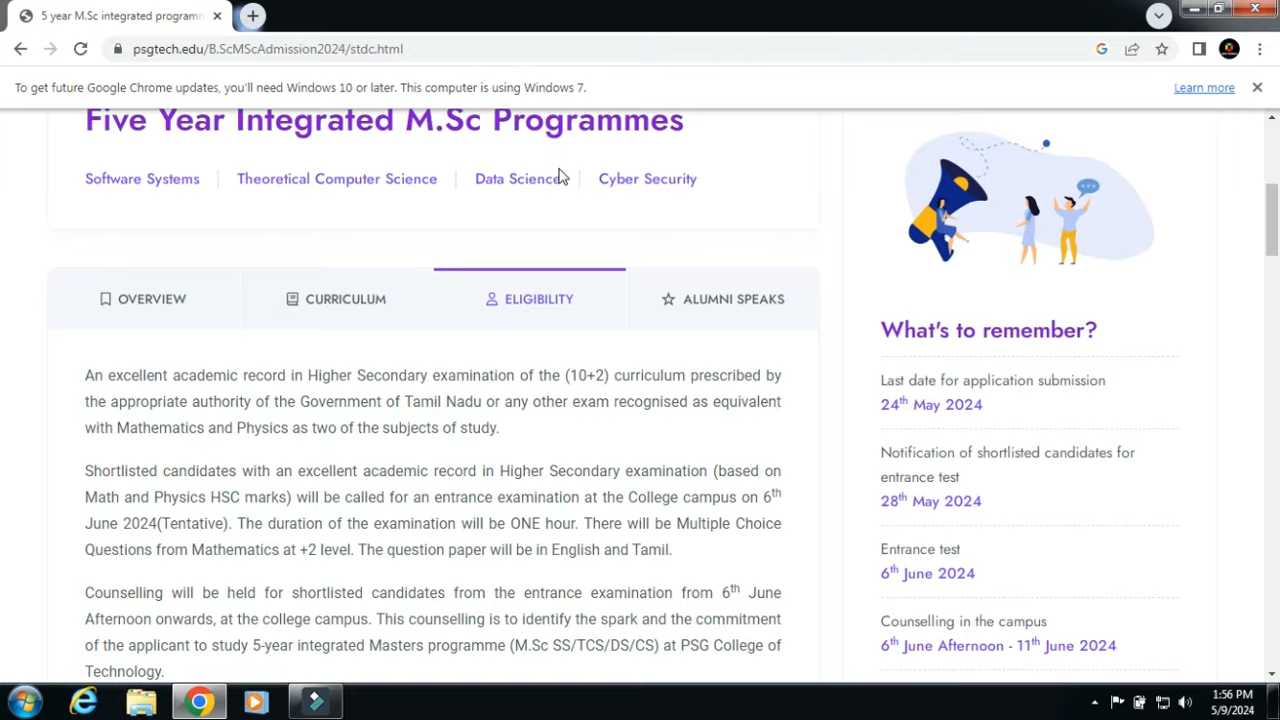 5 year M.Sc integrated programm
psgtech.edu/B.ScMScAdmission2024/stdc.html
To get future Google Chrome updates, you'll need Windows 10 or later. This computer is using Windows 7.
Learn more
Five Year Integrated M.Sc Programmes
Software Systems
Theoretical Computer Science
Data Science
Cyber Security
OVERVIEW
CURRICULUM
ELIGIBILITY
ALUMNI SPEAKS
An excellent academic record in Higher Secondary examination of the (10+2) curriculum prescribed by
the appropriate authority of the Government of Tamil Nadu or any other exam recognised as equivalent
with Mathematics and Physics as two of the subjects of study.
Shortlisted candidates with an excellent academic record in Higher Secondary examination (based on
Math and Physics HSC marks) will be called for an entrance examination at the College campus on 6th
June 2024(Tentative). The duration of the examination will be ONE hour. There will be Multiple Choice
Questions from Mathematics at +2 level. The question paper will be in English and Tamil.
Counselling will be held for shortlisted candidates from the entrance examination from 6th June
Afternoon onwards, at the college campus. This counselling is to identify the spark and the commitment
of the applicant to study 5-year integrated Masters programme (M.Sc SS/TCS/DS/CS) at PSG College of
Technology.
What's to remember?
Last date for application submission
24th May 2024
Notification of shortlisted candidates for
entrance test
28th May 2024
Entrance test
6th June 2024
Counselling in the campus
6th June Afternoon - 11th June 2024
1:56 PM
5/9/2024